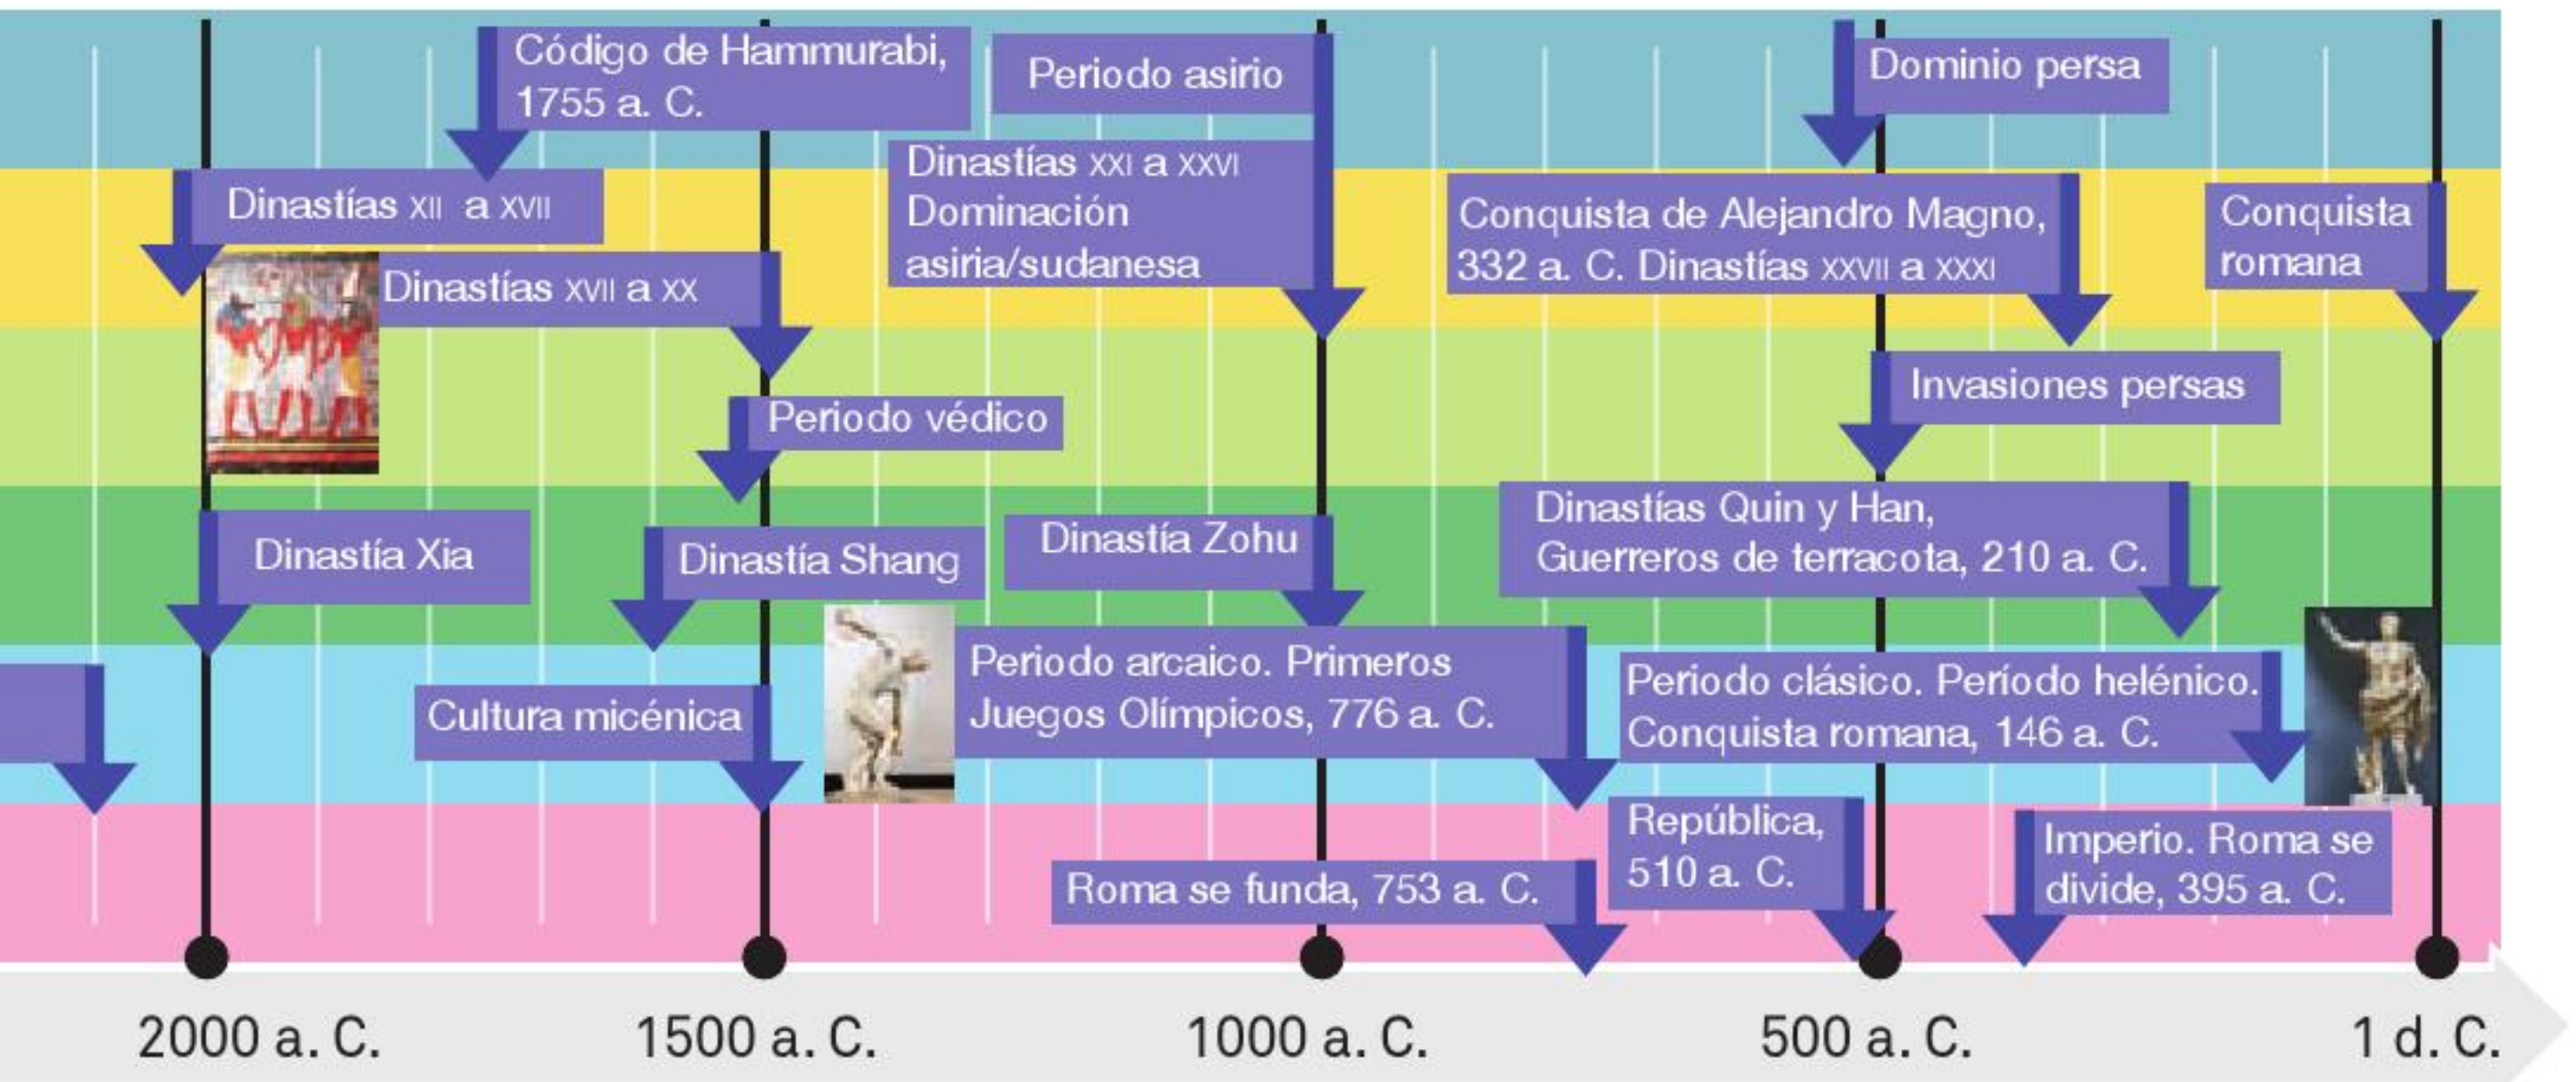 Código de Hammurabi,
1755 a. C.
Periodo asirio
Dominio persa
Dinastías XII a XVII
Dinastías XVII a XX
Dinastías XXI a XXVI
Dominación
asiria/sudanesa
Conquista de Alejandro Magno,
332 a. C. Dinastías XXVII a XXXI
Conquista
romana
Periodo védico
Invasiones persas
Dinastía Xia
Dinastía Shang
Dinastía Zohu
Dinastías Quin y Han,
Guerreros de terracota, 210 a. C.
Cultura micénica
Periodo arcaico. Primeros
Juegos Olímpicos, 776 a. C.
Periodo clásico. Período helénico.
Conquista romana, 146 a. C.
Roma se funda, 753 a. C.
República,
510 a. C.
Imperio. Roma se
divide, 395 a. C.
2000 a. C.
1500 a. C.
1000 a. C.
500 a. C.
1 d. C.